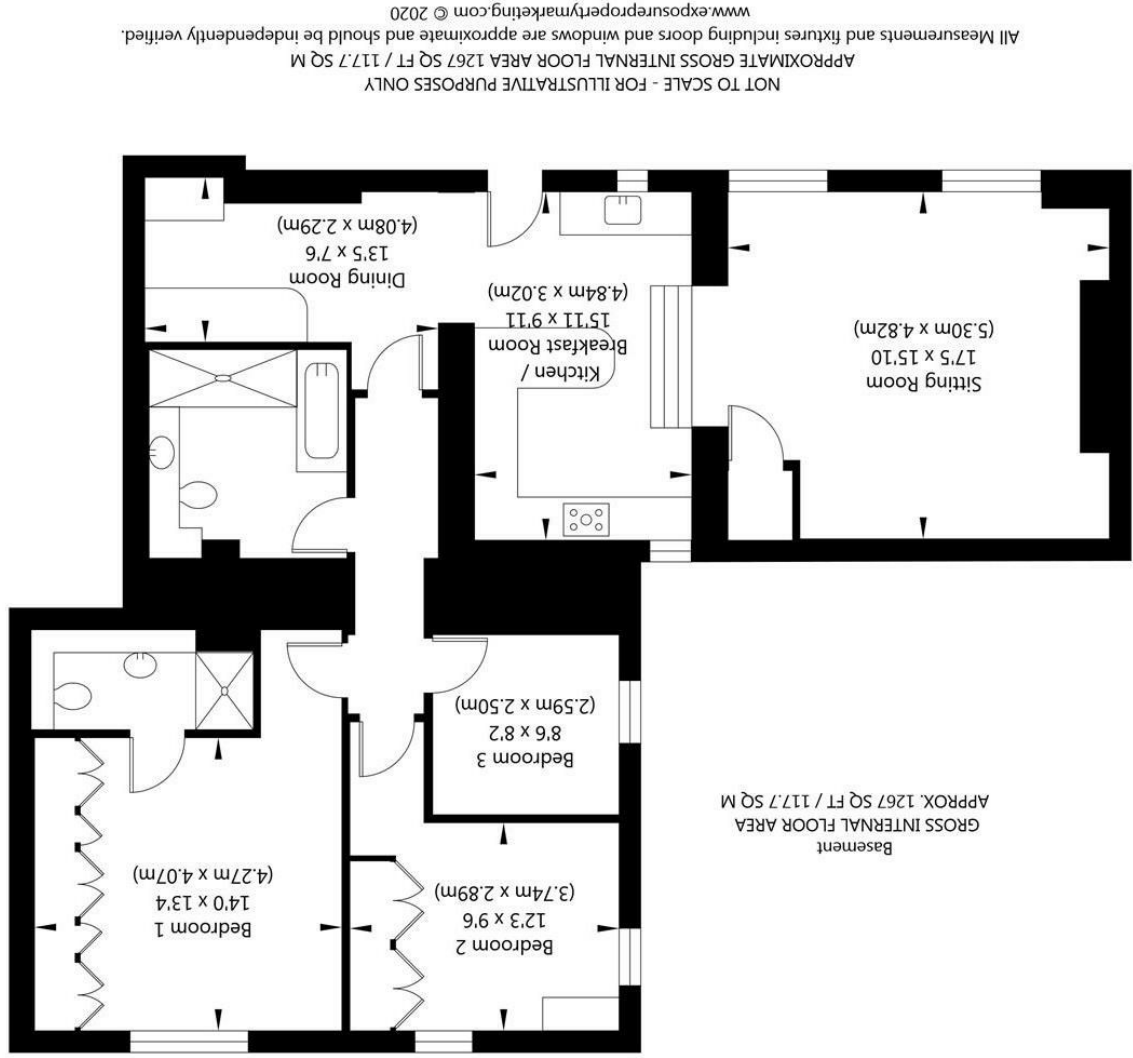 Bedroom 2
12'3 x 9'6
(3.74m x 2.89m)
Bedroom 1
14'0 x 13'4
(4.27m x 4.07m)
Basement
GROSS INTERNAL FLOOR AREA
APPROX. 1267 SQ FT / 117.7 SQ M
Bedroom 3
8'6 x 8'2
(2.59m x 2.50m)
Sitting Room
17'5 x 15'10
(5.30m x 4.82m)
Kitchen /
Breakfast Room
15'11 x 9'11
(4.84m x 3.02m)
Dining Room
13'5 x 7'6
(4.08m x 2.29m)
NOT TO SCALE - FOR ILLUSTRATIVE PURPOSES ONLY
APPROXIMATE GROSS INTERNAL FLOOR AREA 1267 SQ FT / 117.7 SQ M
All Measurements and fixtures including doors and windows are approximate and should be independently verified.
www.exposurepropertymarketing.com © 2020